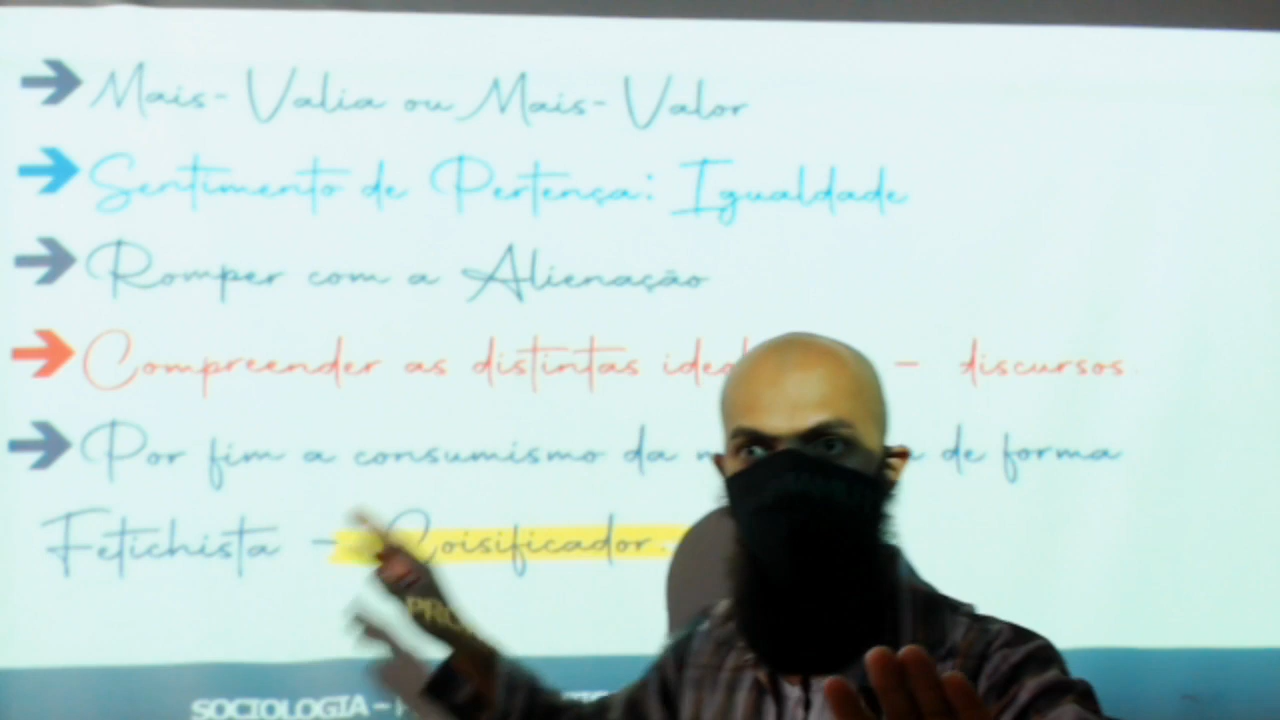 Mais-Valia ou Mais-Valor
Sentimento de Pertença: Igualdade
Romper com a Alienação
Compreender as distintas – discursos
Por fim a consumismo da de forma
Fetichista – Coisificador.
SOCIOLOGIA –